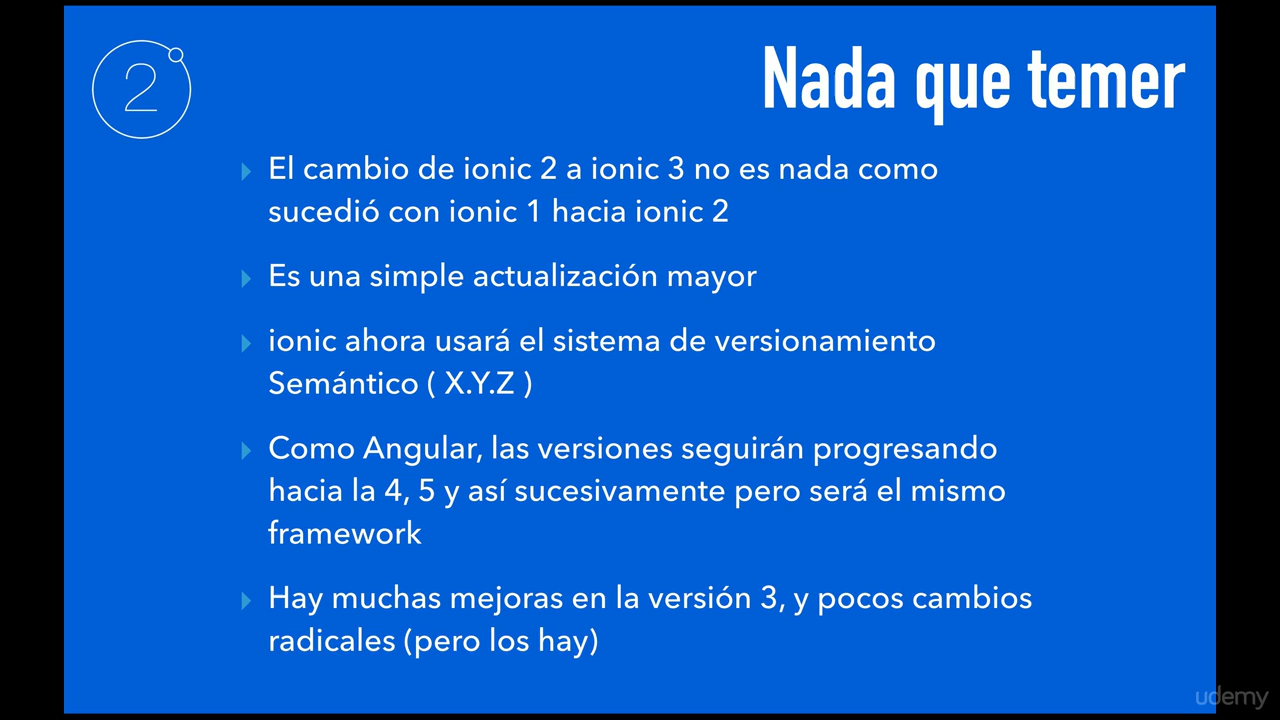 2
Nada que temer
El cambio de ionic 2 a ionic 3 no es nada como
sucedió con ionic 1 hacia ionic 2
Es una simple actualización mayor
ionic ahora usará el sistema de versionamiento
Semántico ( X.Y.Z )
Como Angular, las versiones seguirán progresando
hacia la 4, 5 y así sucesivamente pero será el mismo
framework
Hay muchas mejoras en la versión 3, y pocos cambios
radicales (pero los hay)
udemy